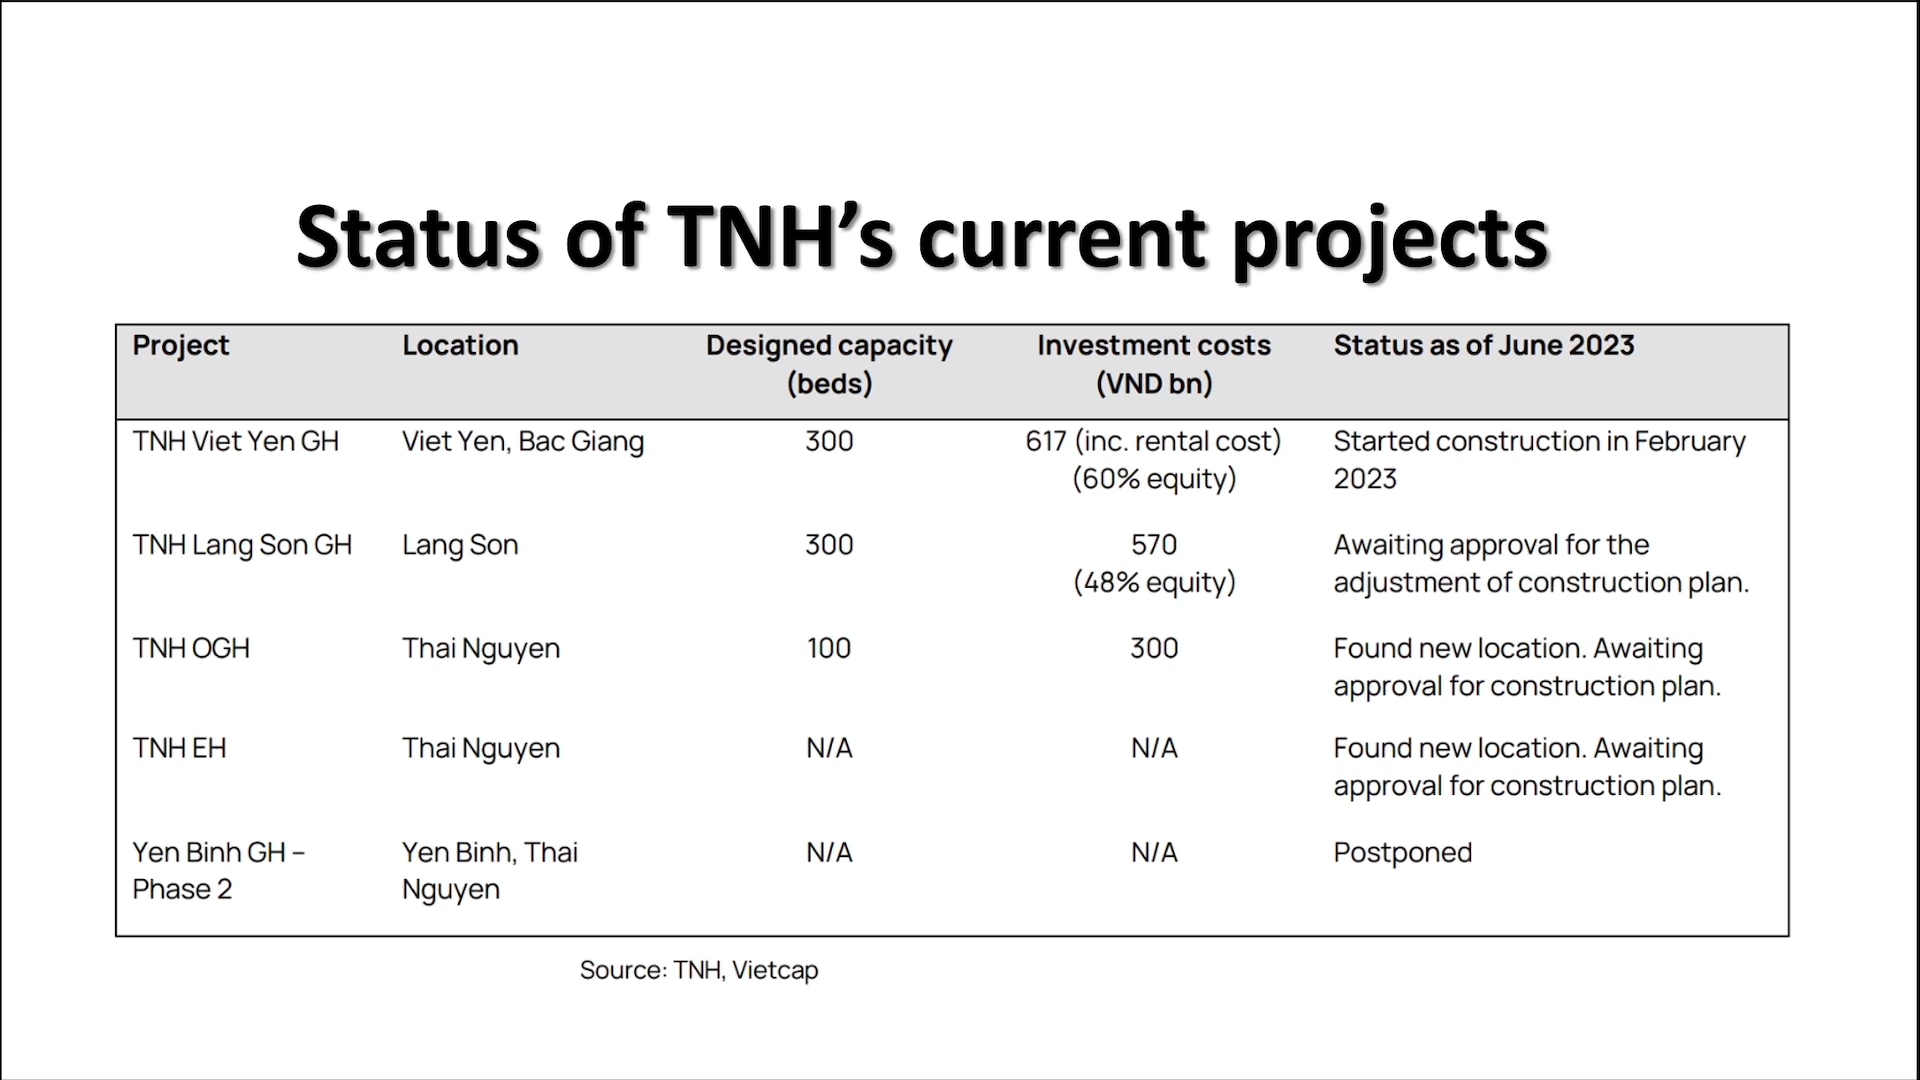 Status of TNH’s current projects
Project Location Designed capacity Investment costs Status as of June 2023
(beds) (VND bn)
TNH Viet Yen GH Viet Yen, Bac Giang 300 617 (inc. rental cost) Started construction in February
(60% equity) 2023
TNH Lang Son GH Lang Son 300 570 Awaiting approval for the
(48% equity) adjustment of construction plan.
TNH OGH Thai Nguyen 100 300 Found new location. Awaiting
approval for construction plan.
TNH EH Thai Nguyen N/A N/A Found new location. Awaiting
approval for construction plan.
Yen Binh GH – Yen Binh, Thai N/A N/A Postponed
Phase 2 Nguyen
Source: TNH, Vietcap